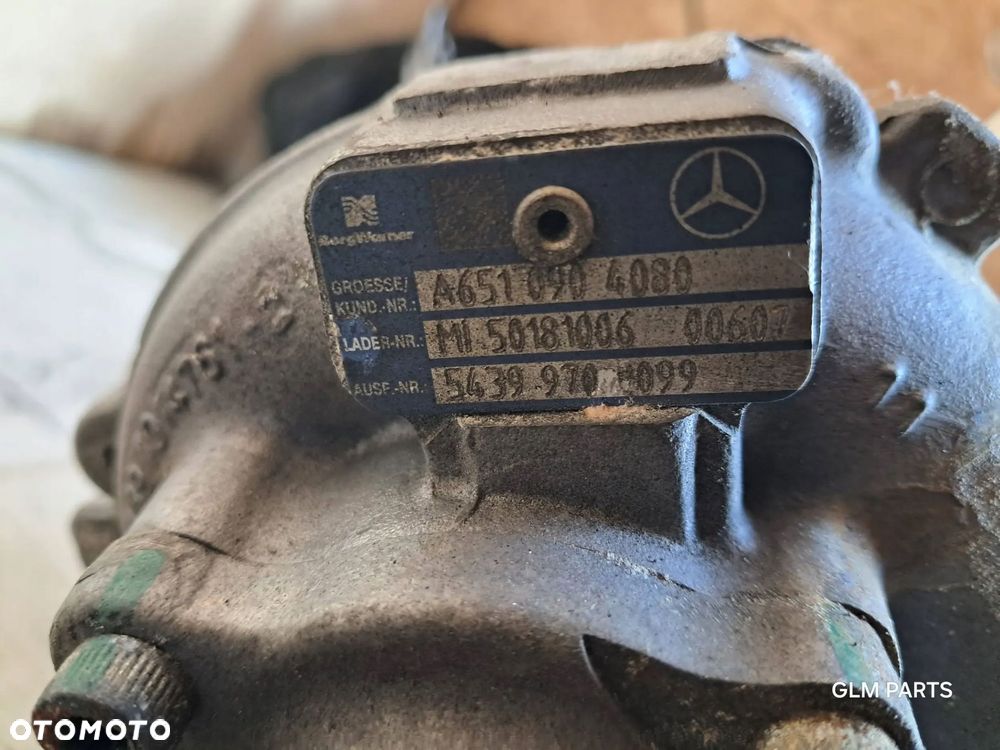 BorgWarner
GROESSE/
KUND.-NR.: A651 090 4080
LADER-NR.: MI 50181006 00607
AUSF.-NR.: 5439 970 099
GLM PARTS
OTOMOTO